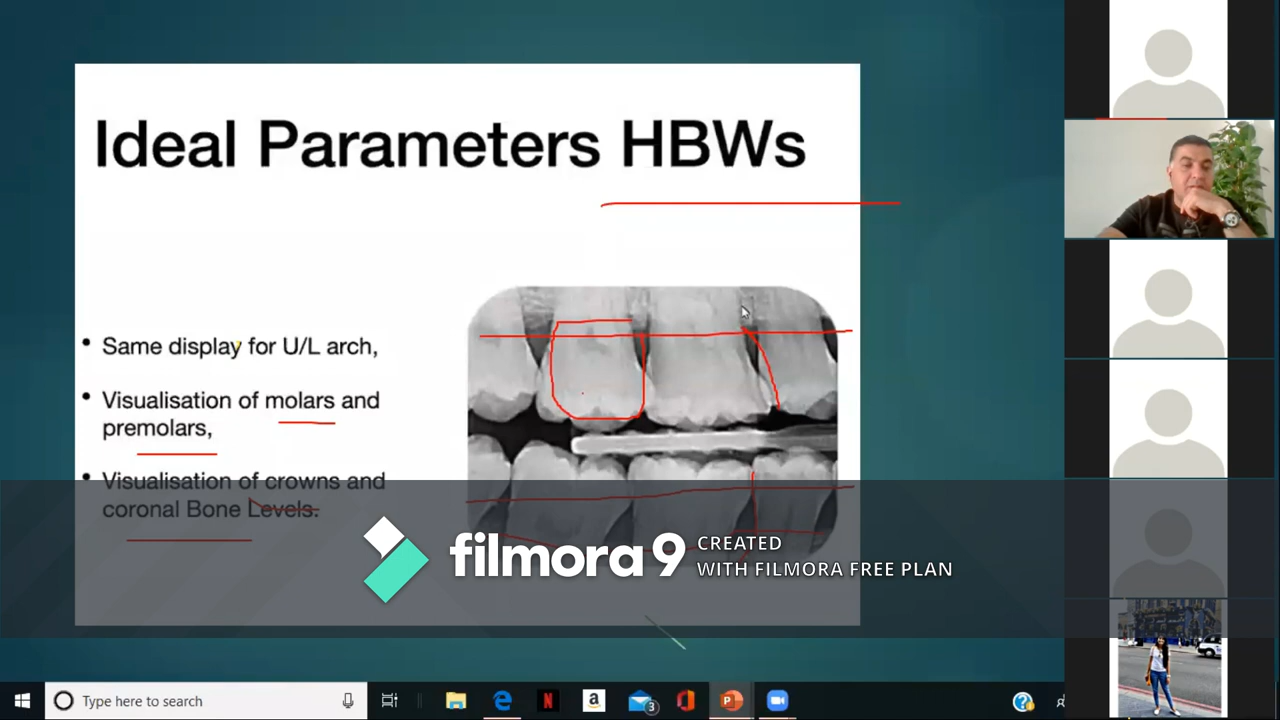 Ideal Parameters HBWs
• Same display for U/L arch,
• Visualisation of molars and
premolars,
• Visualisation of crowns and
coronal Bone Levels.
filmora 9
CREATED
WITH FILMORA FREE PLAN
Type here to search
3